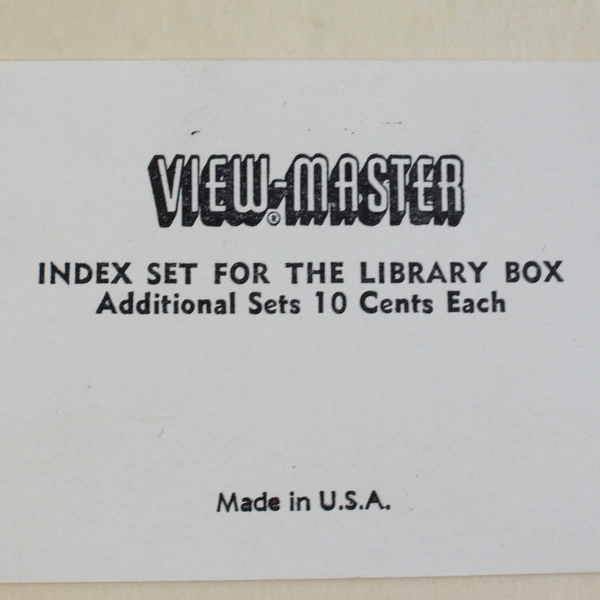 VIEW-MASTER®
INDEX SET FOR THE LIBRARY BOX
Additional Sets 10 Cents Each
Made in U.S.A.